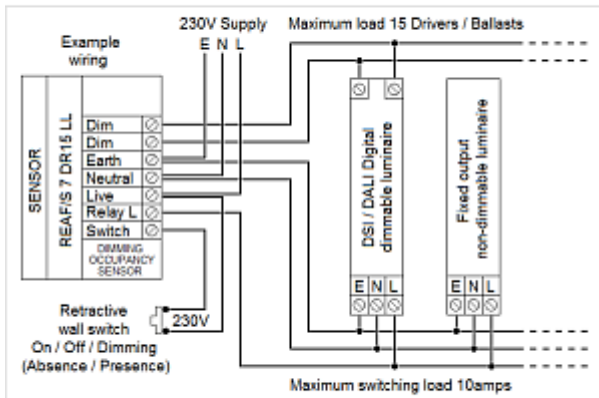 230V Supply
E N L
Maximum load 15 Drivers / Ballasts
Example
wiring
SENSOR
REAF/S 7 DR15 LL
Dim
Dim
Earth
Neutral
Live
Relay L
Switch
DIMMING
OCCUPANCY
SENSOR
DSI / DALI Digital
dimmable luminaire
E N L
Fixed output
non-dimmable luminaire
E N L
Retractive
wall switch
On / Off / Dimming
(Absence / Presence)
230V
Maximum switching load 10amps